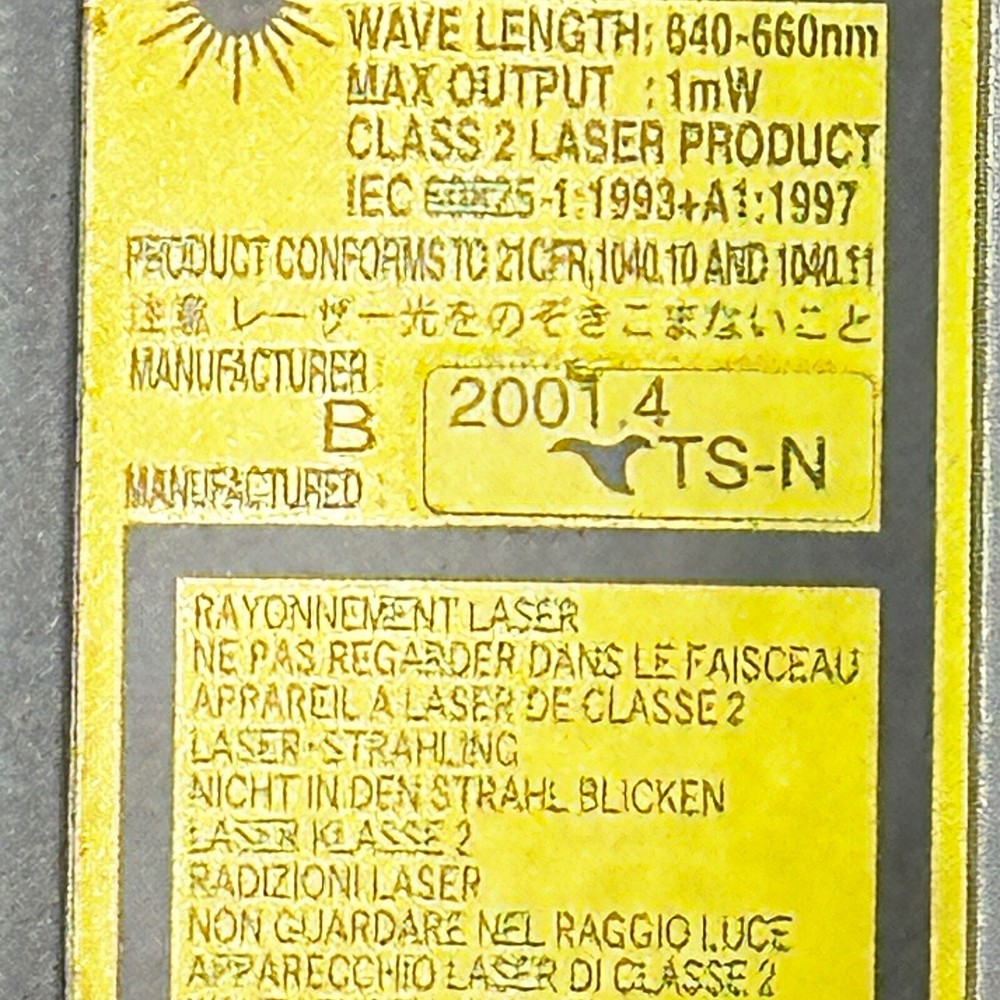 WAVE LENGTH: 640-660nm
MAX OUTPUT : 1mW
CLASS 2 LASER PRODUCT
IEC -1:1993+A1:1997
PRODUCT CONFORMS TO 21CFR,1040.10 AND 1040.11
注意 レーザー光をのぞきこまないこと
MANUFACTURER
B
MANUFACTURED
2001.4
TS-N
RAYONNEMENT LASER
NE PAS REGARDER DANS LE FAISCEAU
APPAREIL A LASER DE CLASSE 2
LASER-STRAHLING
NICHT IN DEN STRAHL BLICKEN
LASER KLASSE 2
RADIZIONI LASER
NON GUARDARE NEL RAGGIO LUCE
APPARECCHIO LASER DI CLASSE 2